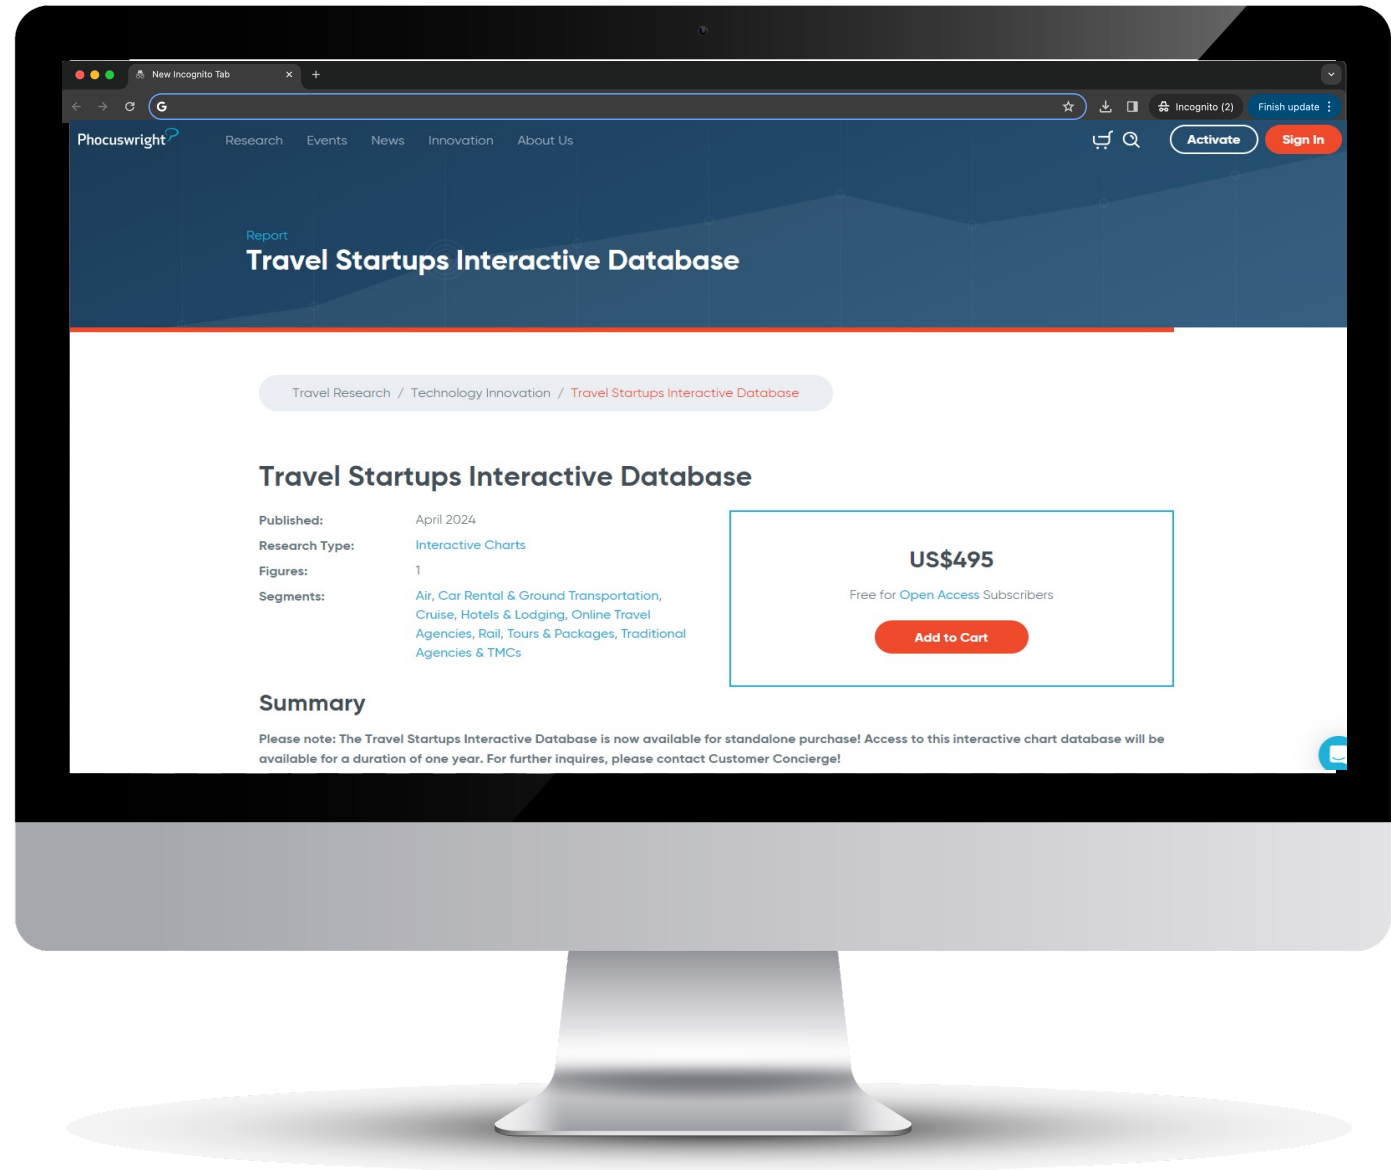 New Incognito Tab
G
Incognito (2)
Finish update
Phocuswright
Research Events News Innovation About Us
Activate
Sign In
Report
Travel Startups Interactive Database
Travel Research / Technology Innovation / Travel Startups Interactive Database
Travel Startups Interactive Database
Published: April 2024
Research Type: Interactive Charts
Figures: 1
Segments: Air, Car Rental & Ground Transportation,
Cruise, Hotels & Lodging, Online Travel
Agencies, Rail, Tours & Packages, Traditional
Agencies & TMCs
US$495
Free for Open Access Subscribers
Add to Cart
Summary
Please note: The Travel Startups Interactive Database is now available for standalone purchase! Access to this interactive chart database will be
available for a duration of one year. For further inquires, please contact Customer Concierge!